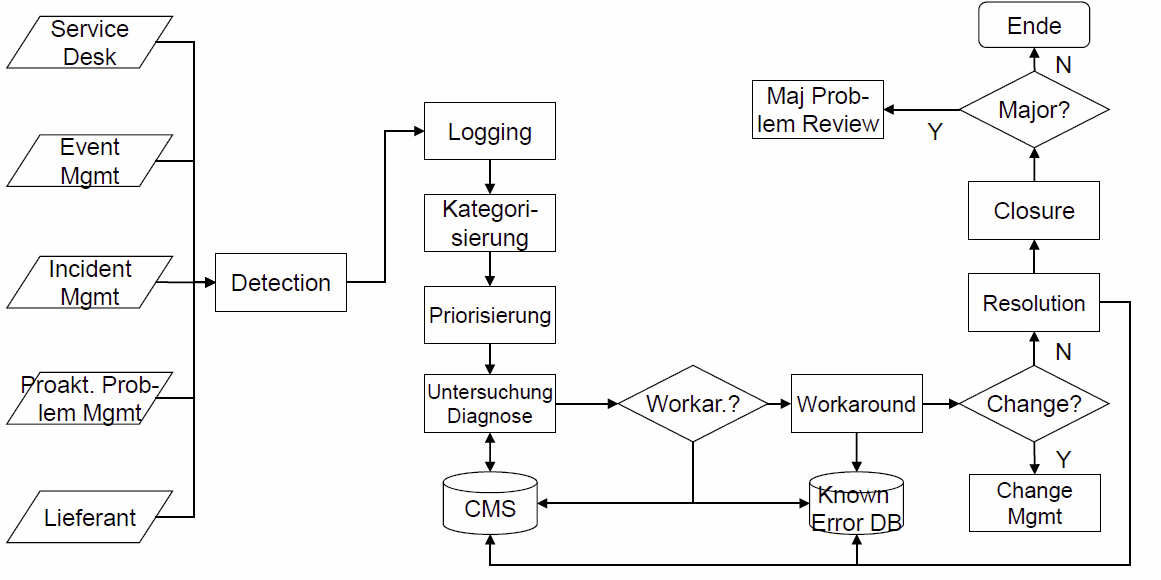 Service
Desk
Event
Mgmt
Incident
Mgmt
Proakt. Prob-
lem Mgmt
Lieferant
Detection
Logging
Kategori-
sierung
Priorisierung
Untersuchung
Diagnose
CMS
Workar.?
Workaround
Known
Error DB
Change?
Y
Change
Mgmt
N
Resolution
Closure
Major?
Y
Maj Prob-
lem Review
N
Ende